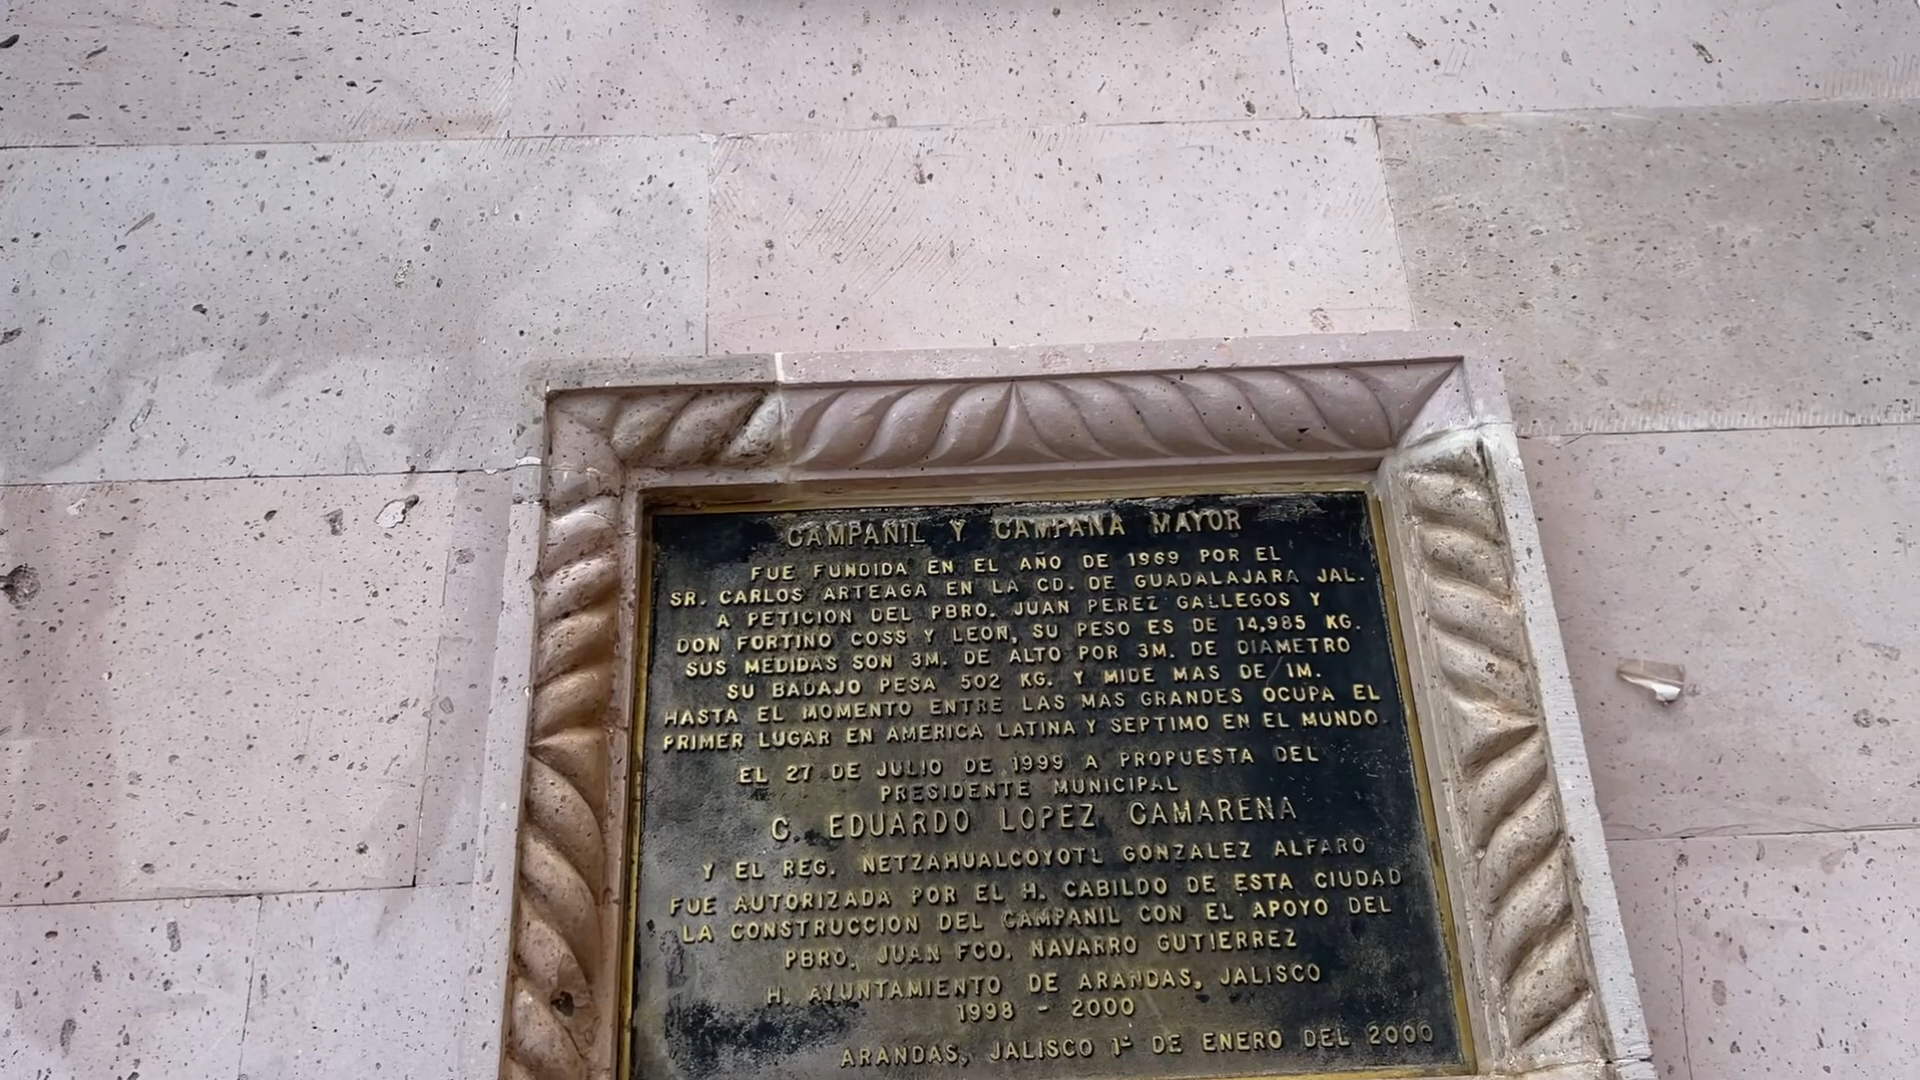 CAMPANIL Y CAMPANA MAYOR
FUE FUNDIDA EN EL AÑO DE 1969 POR EL
SR. CARLOS ARTEAGA EN LA CD. DE GUADALAJARA JAL.
A PETICION DEL PBRO. JUAN PEREZ GALLEGOS Y
DON FORTINO COSS Y LEON, SU PESO ES DE 14,985 KG.
SUS MEDIDAS SON 3M. DE ALTO POR 3M. DE DIAMETRO
SU BADAJO PESA 502 KG. Y MIDE MAS DE 1M.
HASTA EL MOMENTO ENTRE LAS MAS GRANDES OCUPA EL
PRIMER LUGAR EN AMERICA LATINA Y SEPTIMO EN EL MUNDO.
EL 27 DE JULIO DE 1999 A PROPUESTA DEL
PRESIDENTE MUNICIPAL
C. EDUARDO LOPEZ CAMARENA
Y EL REG. NETZAHUALCOYOTL GONZALEZ ALFARO
FUE AUTORIZADA POR EL H. CABILDO DE ESTA CIUDAD
LA CONSTRUCCION DEL CAMPANIL CON EL APOYO DEL
PBRO. JUAN FCO. NAVARRO GUTIERREZ
H. AYUNTAMIENTO DE ARANDAS, JALISCO
1998 - 2000
ARANDAS, JALISCO 1º DE ENERO DEL 2000